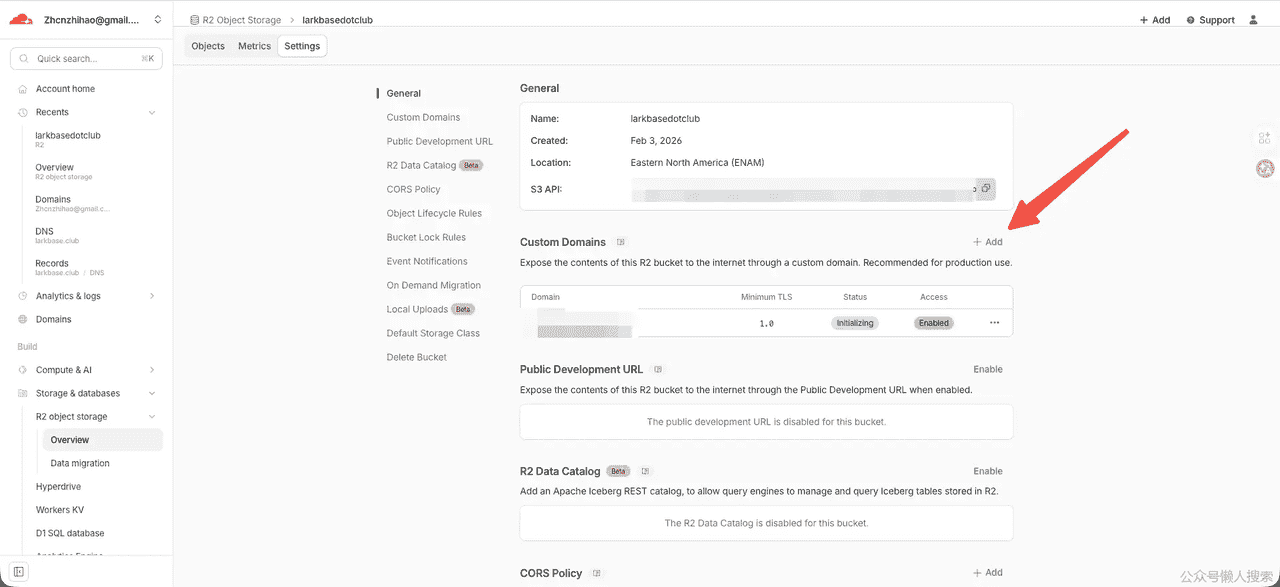 Zhcnzhihao@gmail....
R2 Object Storage > larkbasedotclub
+ Add
Support
Quick search...
⌘K
Objects
Metrics
Settings
Account home
Recents
larkbasedotclub
R2
Overview
R2 object storage
Domains
Zhcnzhihao@gmail.c...
DNS
larkbase.club
Records
larkbase.club / DNS
Analytics & logs
Domains
Build
Compute & AI
Storage & databases
R2 object storage
Overview
Data migration
Hyperdrive
Workers KV
D1 SQL database
Analytics Engine
General
Custom Domains
Public Development URL
R2 Data Catalog Beta
CORS Policy
Object Lifecycle Rules
Bucket Lock Rules
Event Notifications
On Demand Migration
Local Uploads Beta
Default Storage Class
Delete Bucket
General
Name: larkbasedotclub
Created: Feb 3, 2026
Location: Eastern North America (ENAM)
S3 API:
Custom Domains
+ Add
Expose the contents of this R2 bucket to the internet through a custom domain. Recommended for production use.
Domain Minimum TLS Status Access
1.0 Initializing Enabled ...
Public Development URL
Enable
Expose the contents of this R2 bucket to the internet through the Public Development URL when enabled.
The public development URL is disabled for this bucket.
R2 Data Catalog Beta
Enable
Add an Apache Iceberg REST catalog, to allow query engines to manage and query Iceberg tables stored in R2.
The R2 Data Catalog is disabled for this bucket.
CORS Policy
+ Add
公众号懒人搜索